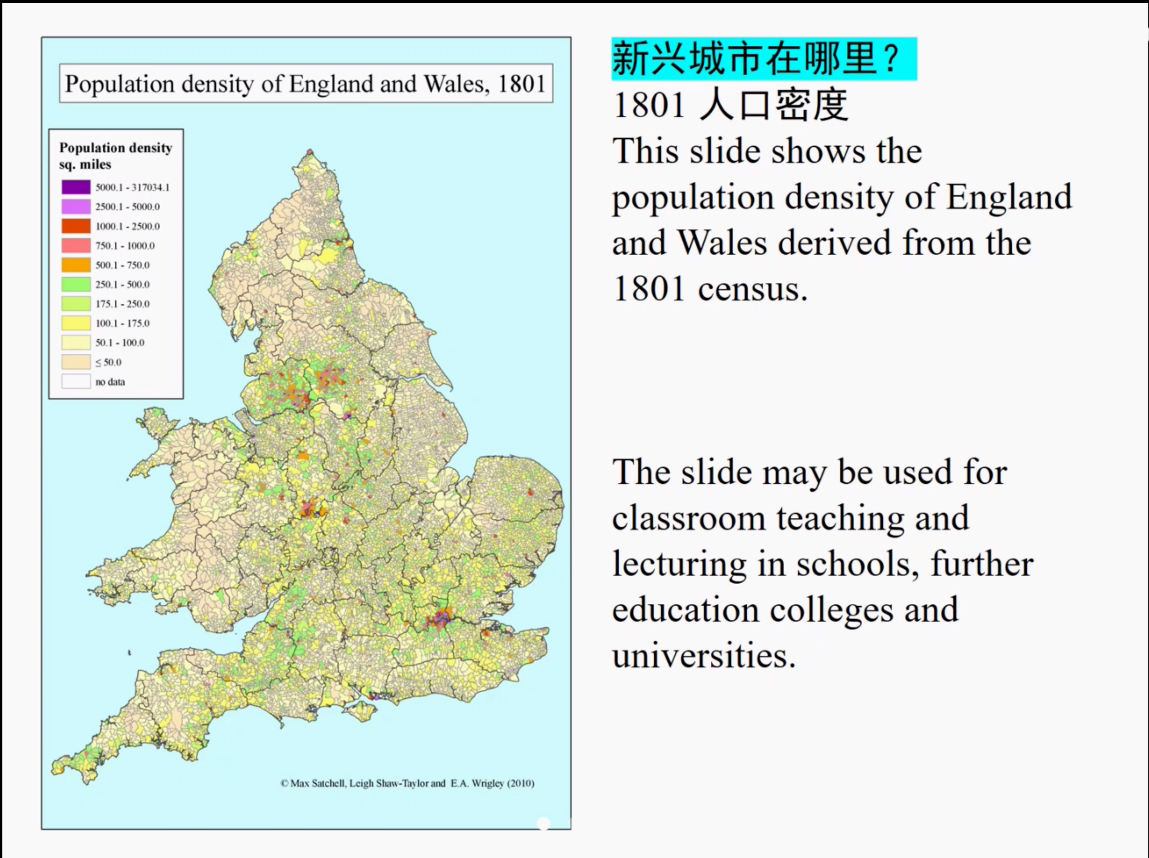 Population density of England and Wales, 1801
Population density
sq. miles
5000.1 - 317034.1
2500.1 - 5000.0
1000.1 - 2500.0
750.1 - 1000.0
500.1 - 750.0
250.1 - 500.0
175.1 - 250.0
100.1 - 175.0
50.1 - 100.0
≤ 50.0
no data
© Max Satchell, Leigh Shaw-Taylor and E.A. Wrigley (2010)
新兴城市在哪里？
1801 人口密度
This slide shows the
population density of England
and Wales derived from the
1801 census.
The slide may be used for
classroom teaching and
lecturing in schools, further
education colleges and
universities.